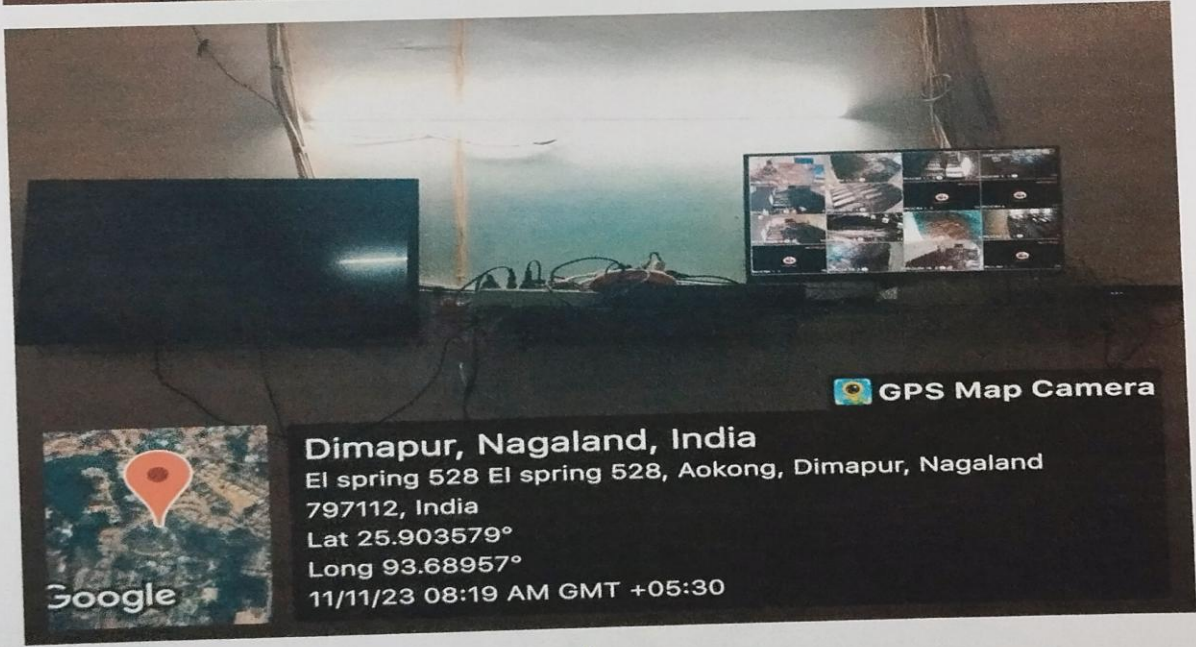 GPS Map Camera
Dimapur, Nagaland, India
El spring 528 El spring 528, Aokong, Dimapur, Nagaland
797112, India
Lat 25.903579°
Long 93.68957°
11/11/23 08:19 AM GMT +05:30
Google